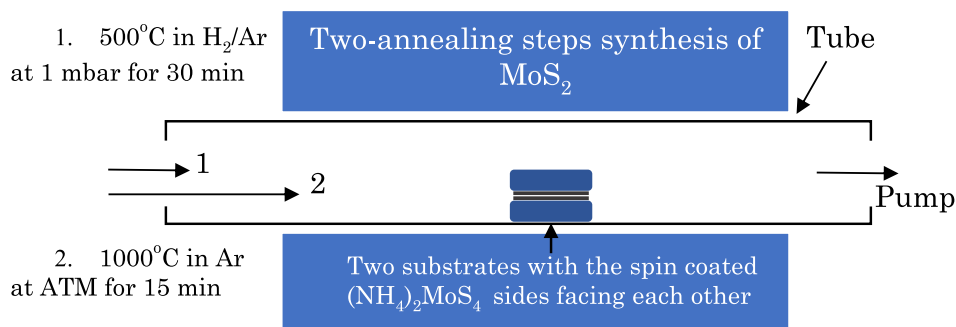 1. 500°C in H₂/Ar
at 1 mbar for 30 min
Two-annealing steps synthesis of
MoS₂
Tube
1
2
Pump
2. 1000°C in Ar
at ATM for 15 min
Two substrates with the spin coated
(NH₄)₂MoS₄ sides facing each other